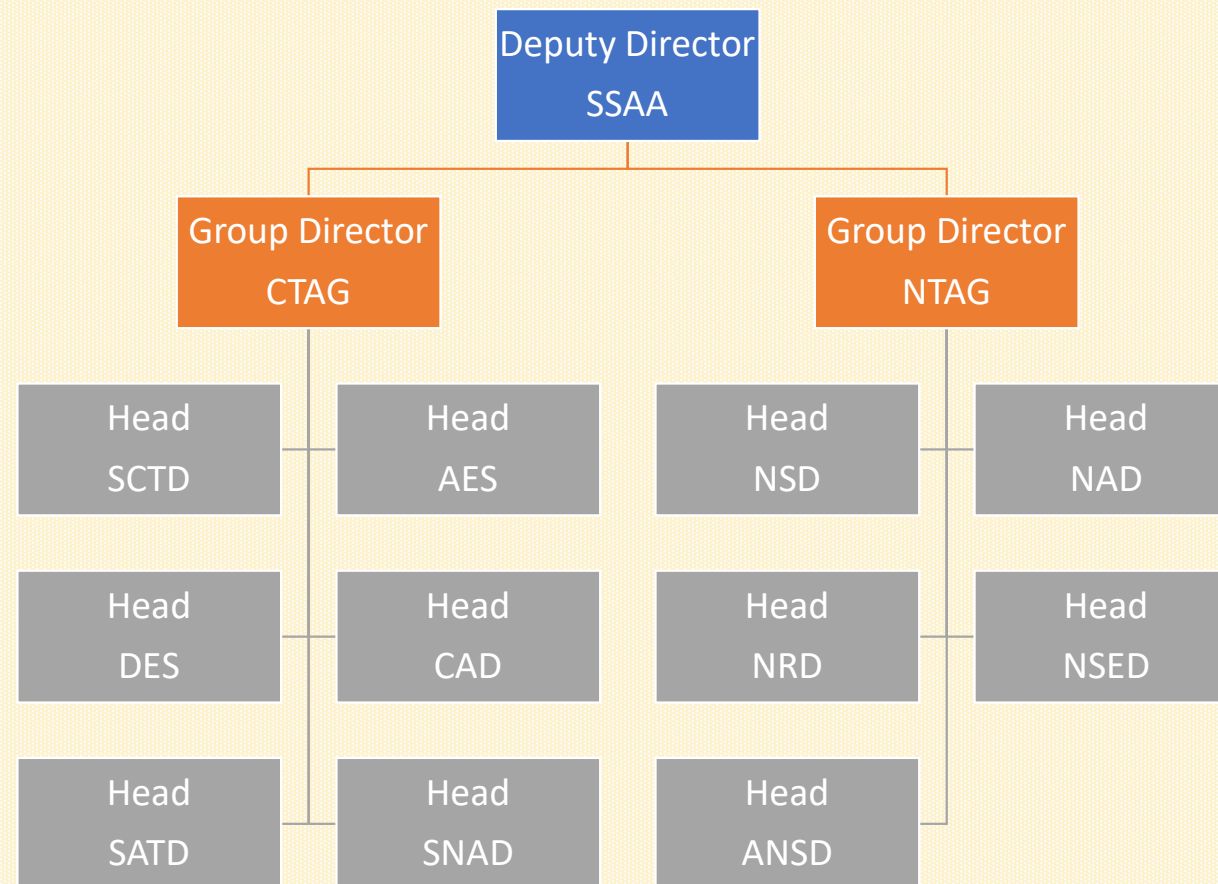 Deputy Director
SSAA
Group Director
CTAG
Group Director
NTAG
Head
SCTD
Head
AES
Head
NSD
Head
NAD
Head
DES
Head
CAD
Head
NRD
Head
NSED
Head
SATD
Head
SNAD
Head
ANSD